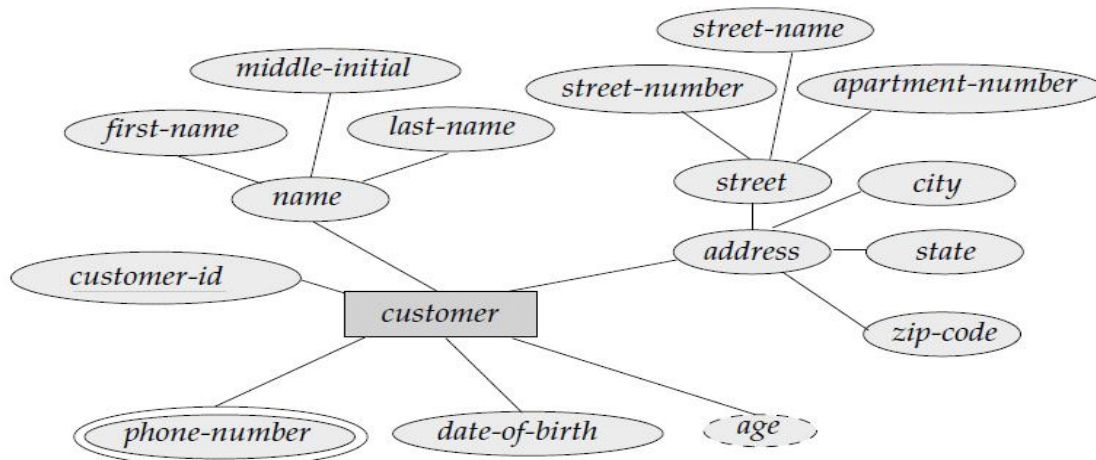 street-name
middle-initial
street-number
apartment-number
first-name
last-name
name
street
city
customer-id
address
state
customer
zip-code
phone-number
date-of-birth
age